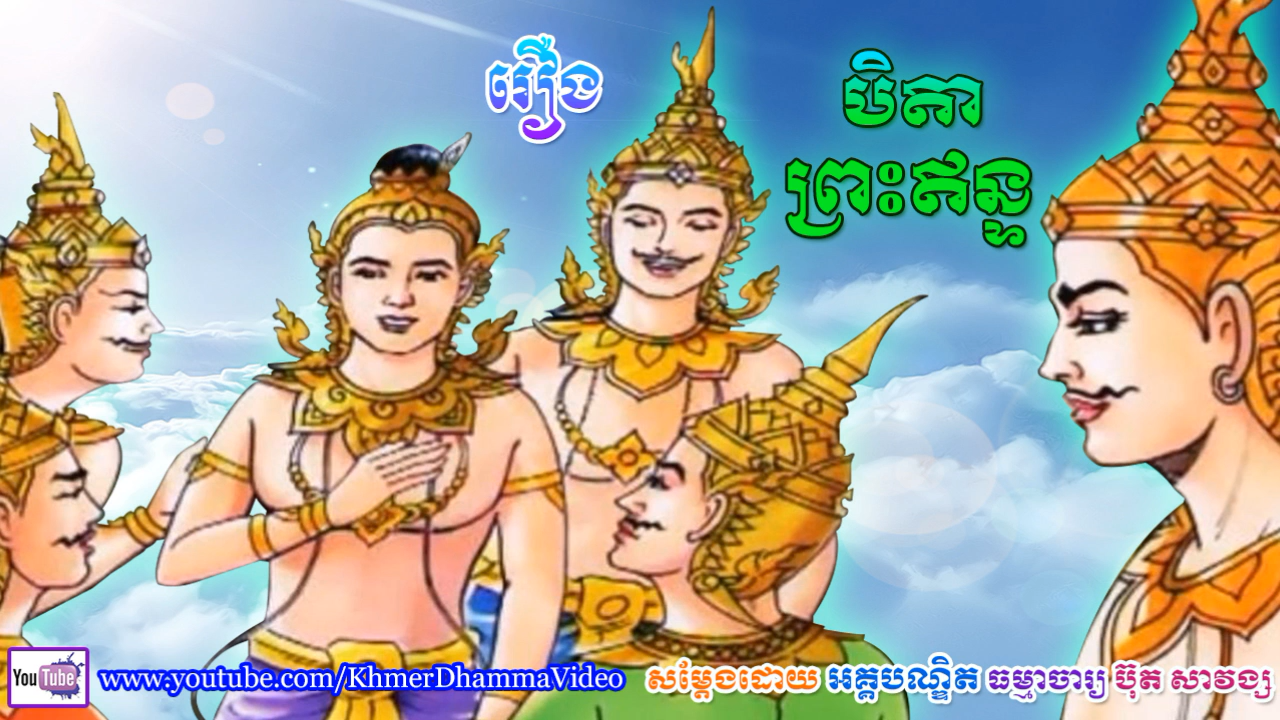 រឿង
បិតា
ព្រះឥន្ទ
YouTube
www.youtube.com/KhmerDhammaVideo
សម្ដែងដោយ អគ្គបណ្ឌិត ធម្មាចារ្យ ប៊ុត សាវង្ស